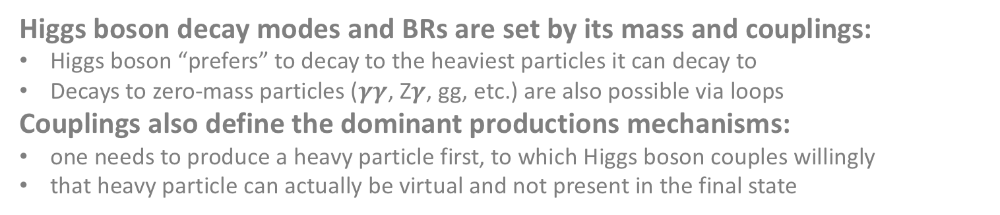 Higgs boson decay modes and BRs are set by its mass and couplings:
• Higgs boson “prefers” to decay to the heaviest particles it can decay to
• Decays to zero-mass particles (γγ, Zγ, gg, etc.) are also possible via loops
Couplings also define the dominant productions mechanisms:
• one needs to produce a heavy particle first, to which Higgs boson couples willingly
• that heavy particle can actually be virtual and not present in the final state